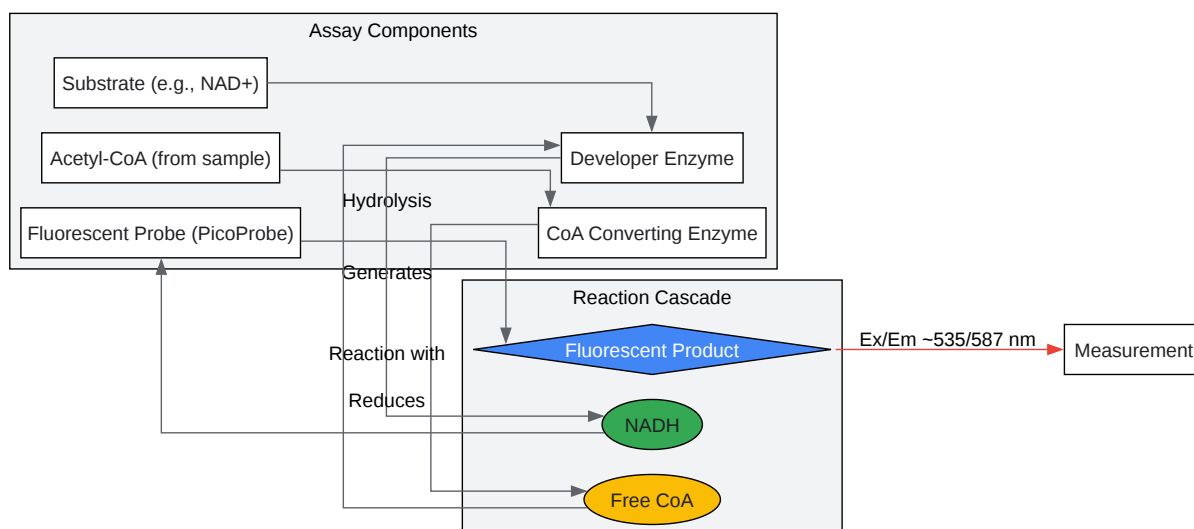 Assay Components
Substrate (e.g., NAD+)
Acetyl-CoA (from sample)
Developer Enzyme
Hydrolysis
Fluorescent Probe (PicoProbe)
CoA Converting Enzyme
Generates
Reaction Cascade
Fluorescent Product
Ex/Em ~535/587 nm
Measurement
Reaction with
Reduces
NADH
Free CoA